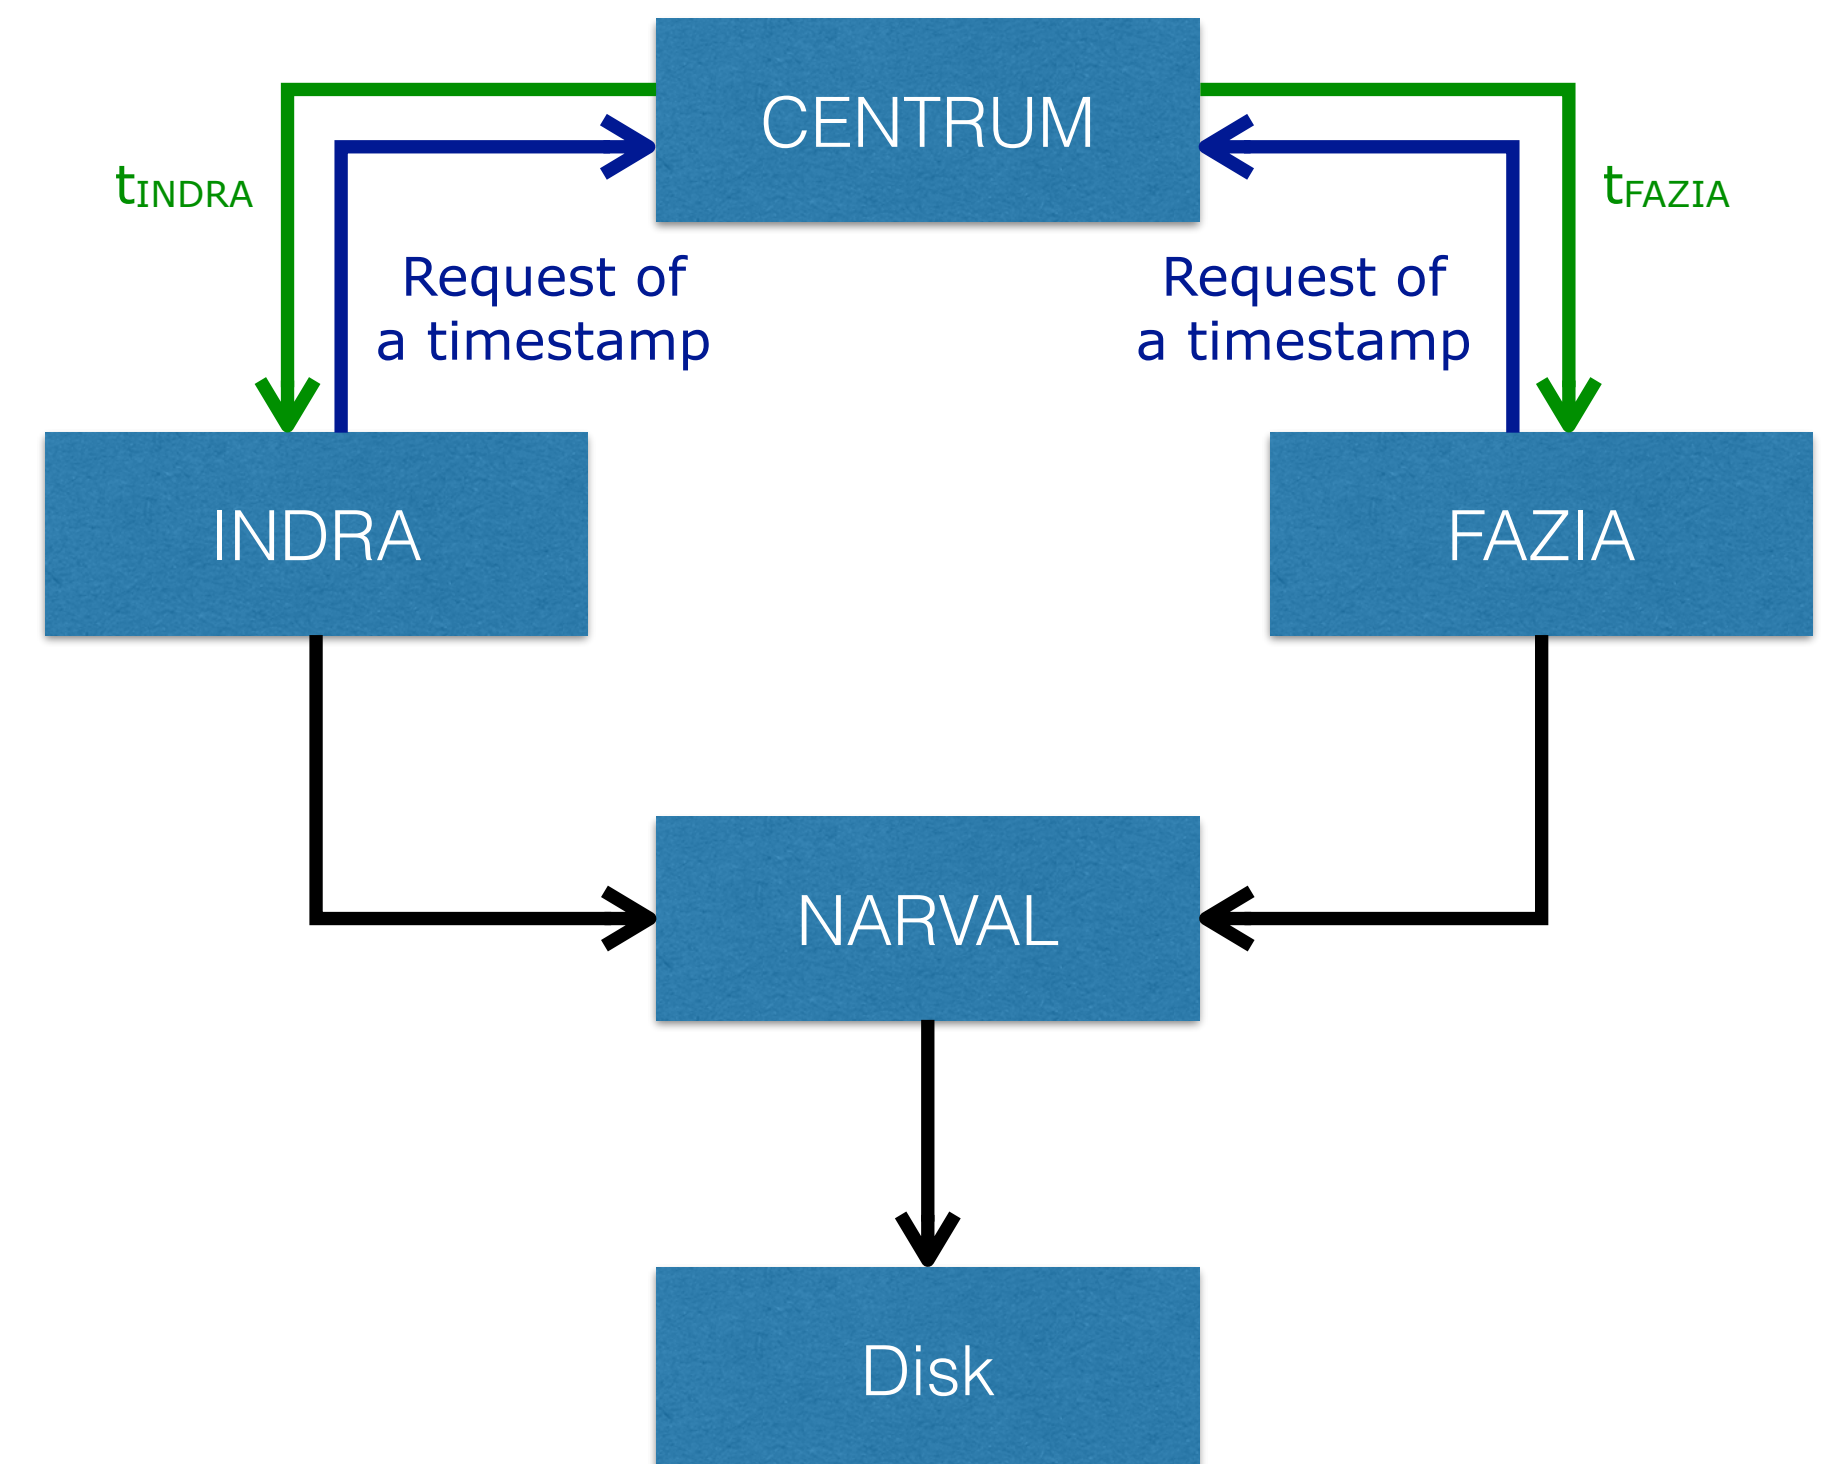 CENTRUM
tINDRA
tFAZIA
Request of
a timestamp
Request of
a timestamp
INDRA
FAZIA
NARVAL
Disk